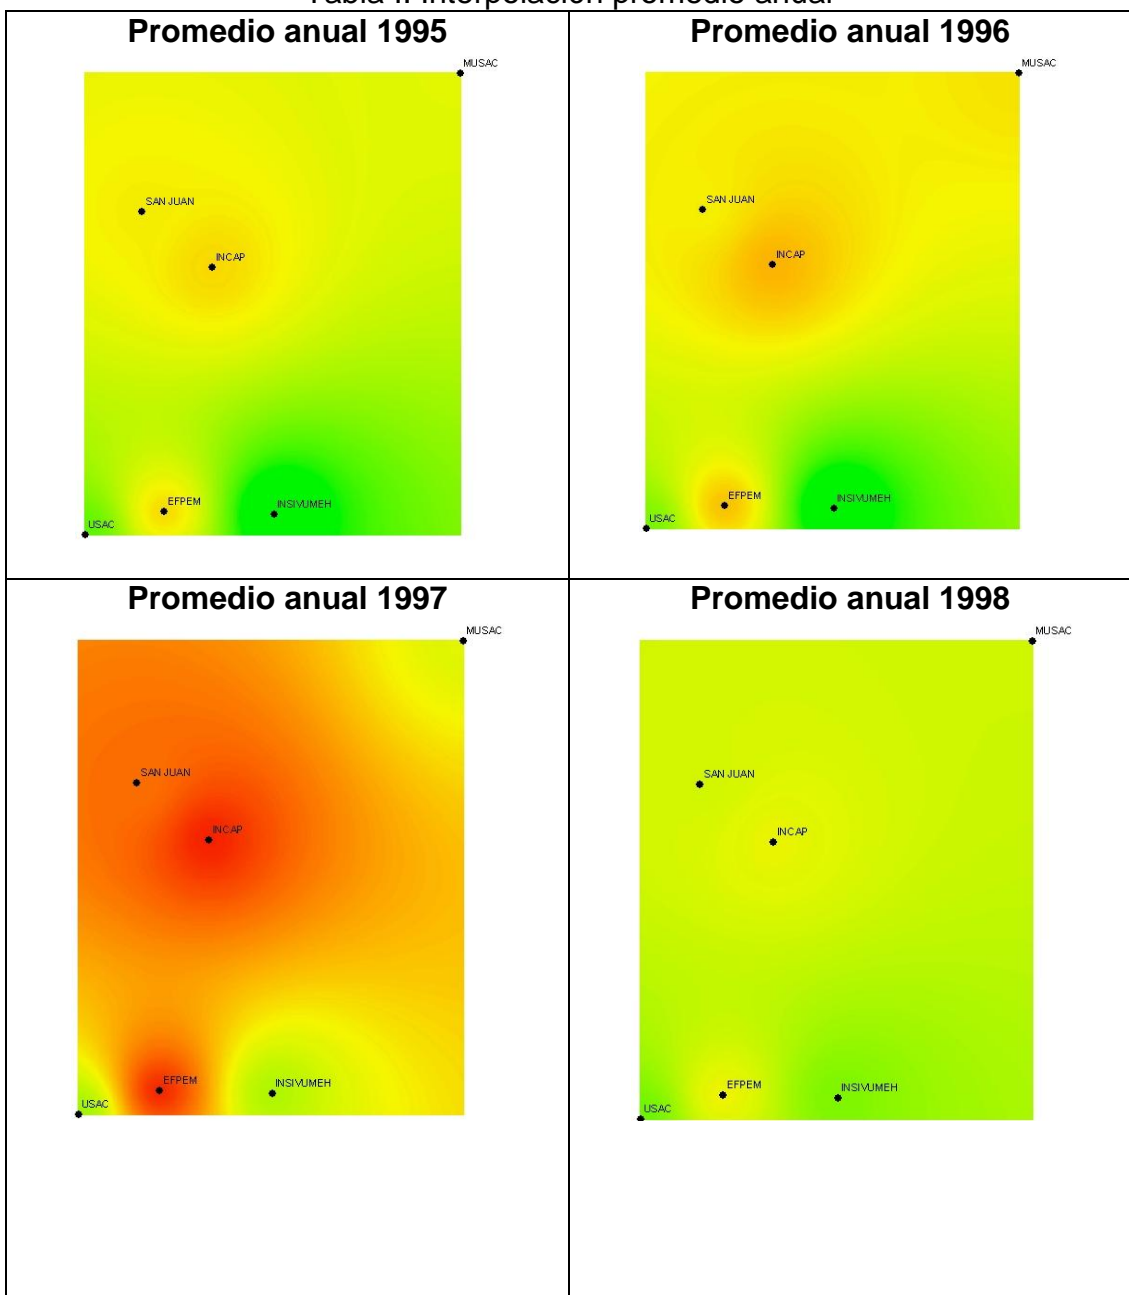 Tabla I. Interpolación promedio anual
Promedio anual 1995
MUSAC
SAN JUAN
INCAP
EFPEM
INSIVUMEH
USAC
Promedio anual 1996
MUSAC
SAN JUAN
INCAP
EFPEM
INSIVUMEH
USAC
Promedio anual 1997
MUSAC
SAN JUAN
INCAP
EFPEM
INSIVUMEH
USAC
Promedio anual 1998
MUSAC
SAN JUAN
INCAP
EFPEM
INSIVUMEH
USAC